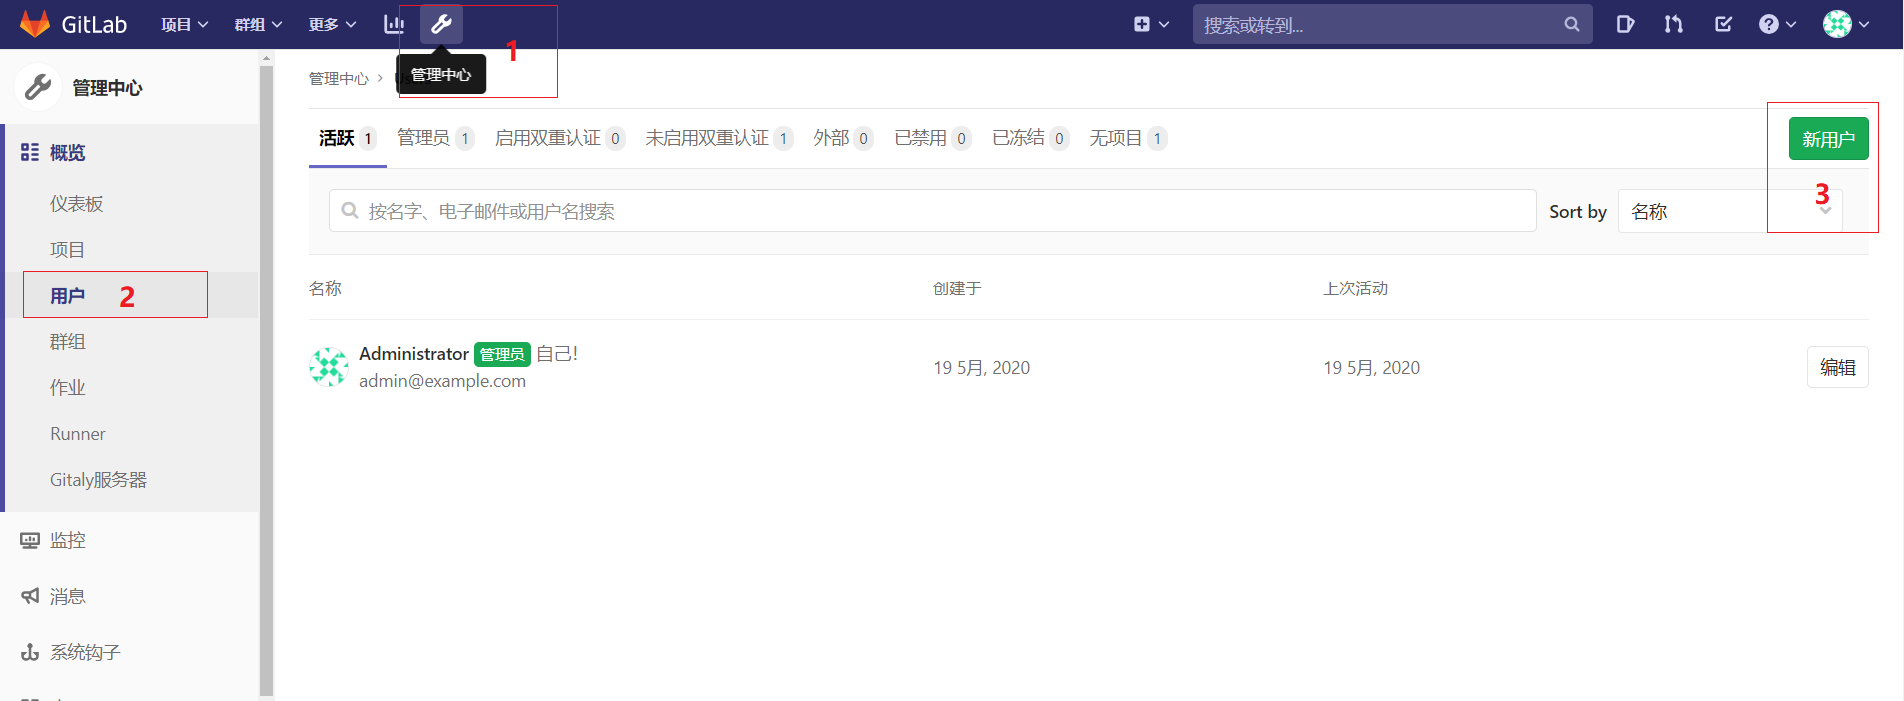 GitLab 项目 群组 更多 搜索或转到...
1
管理中心
管理中心
管理中心
概览
仪表板
项目
用户 2
群组
作业
Runner
Gitaly服务器
监控
消息
系统钩子
活跃 1 管理员 1 启用双重认证 0 未启用双重认证 1 外部 0 已禁用 0 已冻结 0 无项目 1 新用户
3
按名字、电子邮件或用户名搜索 Sort by 名称
名称 创建于 上次活动
Administrator 管理员 自己!
admin@example.com
19 5月, 2020 19 5月, 2020 编辑